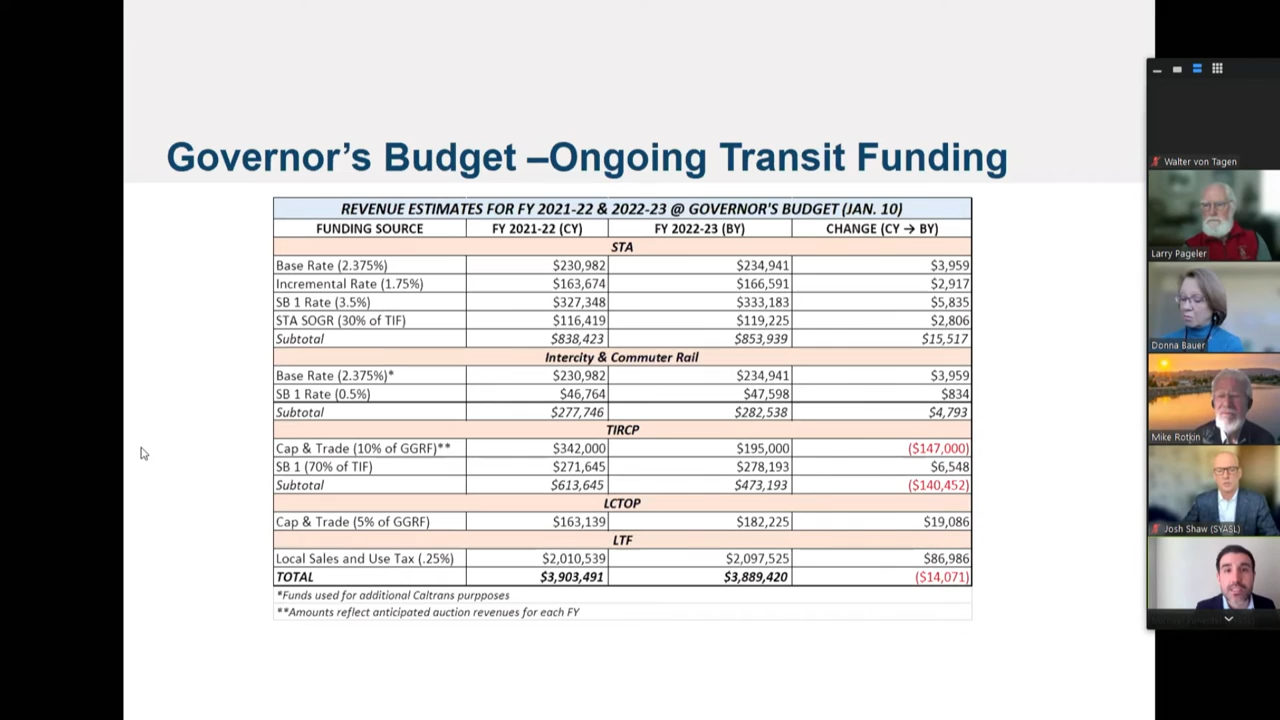 Governor's Budget –Ongoing Transit Funding
REVENUE ESTIMATES FOR FY 2021-22 & 2022-23 @ GOVERNOR'S BUDGET (JAN. 10)
FUNDING SOURCE FY 2021-22 (CY) FY 2022-23 (BY) CHANGE (CY → BY)
STA
Base Rate (2.375%) $230,982 $234,941 $3,959
Incremental Rate (1.75%) $163,674 $166,591 $2,917
SB 1 Rate (3.5%) $327,348 $333,183 $5,835
STA SOGR (30% of TIF) $116,419 $119,225 $2,806
Subtotal $838,423 $853,939 $15,517
Intercity & Commuter Rail
Base Rate (2.375%)* $230,982 $234,941 $3,959
SB 1 Rate (0.5%) $46,764 $47,598 $834
Subtotal $277,746 $282,538 $4,793
TIRCP
Cap & Trade (10% of GGRF)** $342,000 $195,000 ($147,000)
SB 1 (70% of TIF) $271,645 $278,193 $6,548
Subtotal $613,645 $473,193 ($140,452)
LCTOP
Cap & Trade (5% of GGRF) $163,139 $182,225 $19,086
LTF
Local Sales and Use Tax (.25%) $2,010,539 $2,097,525 $86,986
TOTAL $3,903,491 $3,889,420 ($14,071)
*Funds used for additional Caltrans purpposes
**Amounts reflect anticipated auction revenues for each FY
Walter von Tagen
Larry Pageler
Donna Bauer
Mike Rotkin
Josh Shaw (SYASL)